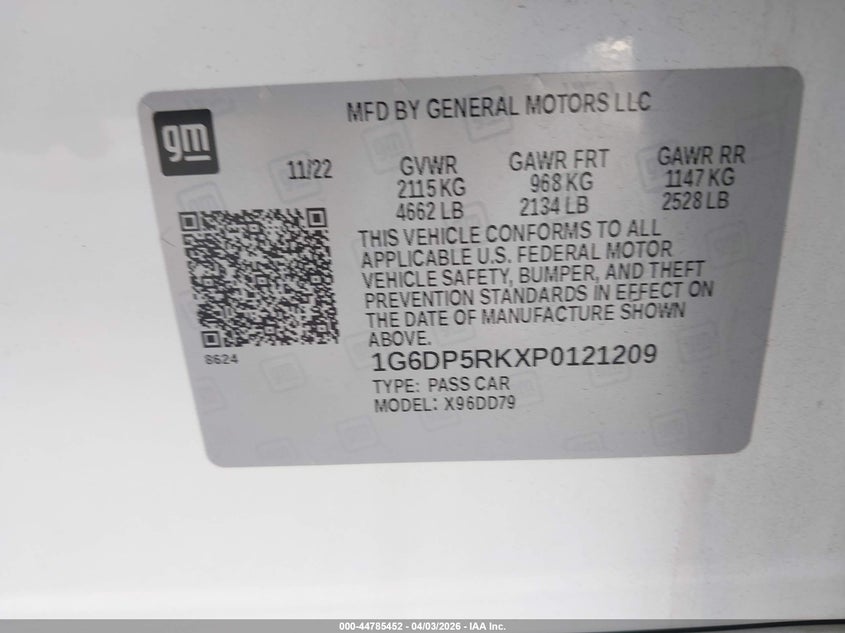 gm
MFD BY GENERAL MOTORS LLC
11/22
GVWR
2115 KG
4662 LB
GAWR FRT
968 KG
2134 LB
GAWR RR
1147 KG
2528 LB
THIS VEHICLE CONFORMS TO ALL
APPLICABLE U.S. FEDERAL MOTOR
VEHICLE SAFETY, BUMPER, AND THEFT
PREVENTION STANDARDS IN EFFECT ON
THE DATE OF MANUFACTURE SHOWN
ABOVE.
8624
1G6DP5RKXP0121209
TYPE: PASS CAR
MODEL: X96DD79
000-44785452 - 04/03/2026 - IAA Inc.